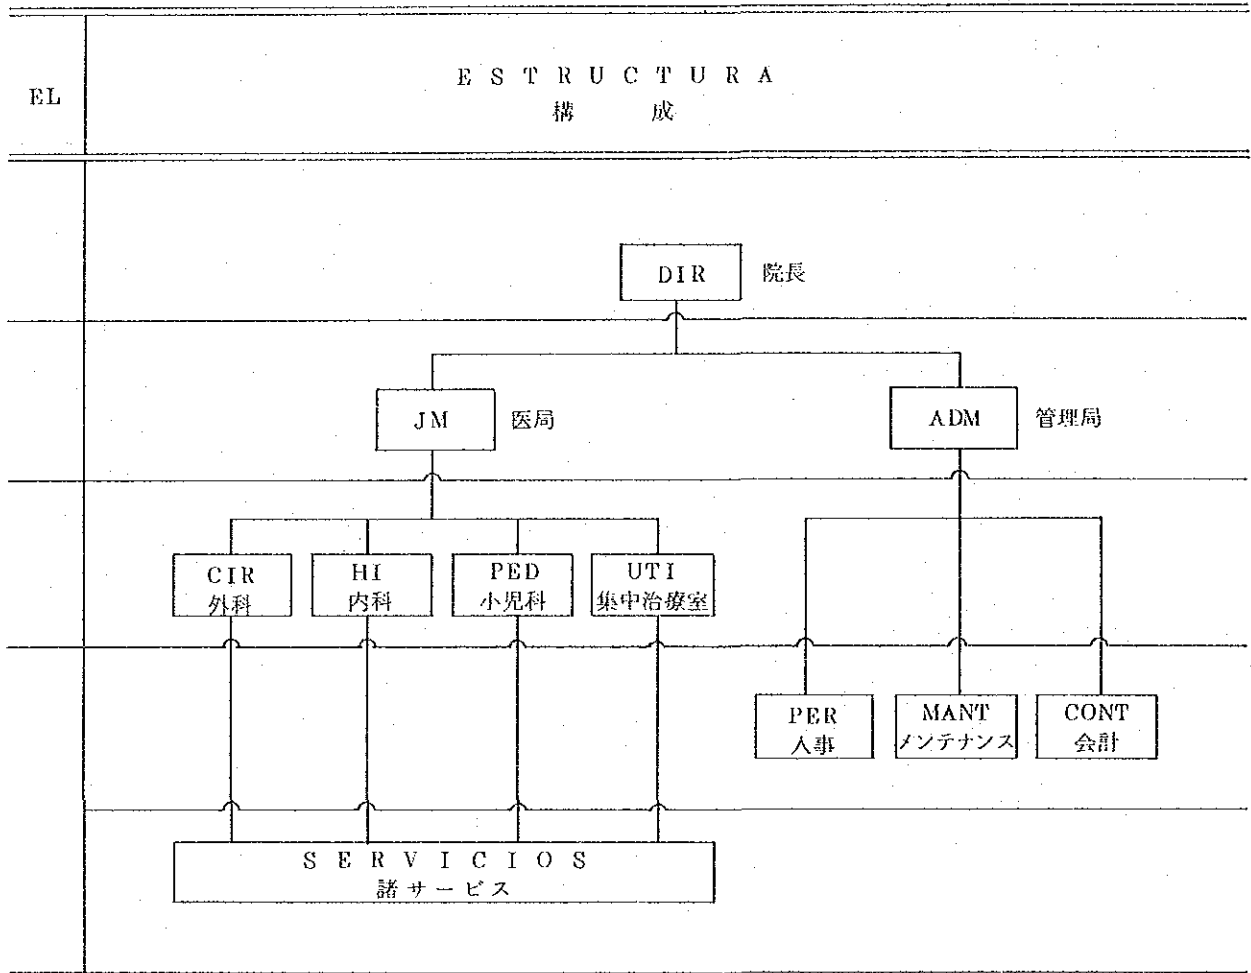 EL
ESTRUCTURA
構成
DIR 院長
JM 医局
ADM 管理局
CIR
外科
HI
内科
PED
小児科
UTI
集中治療室
PER
人事
MANT
メンテナンス
CONT
会計
SERVICIOS
諸サービス